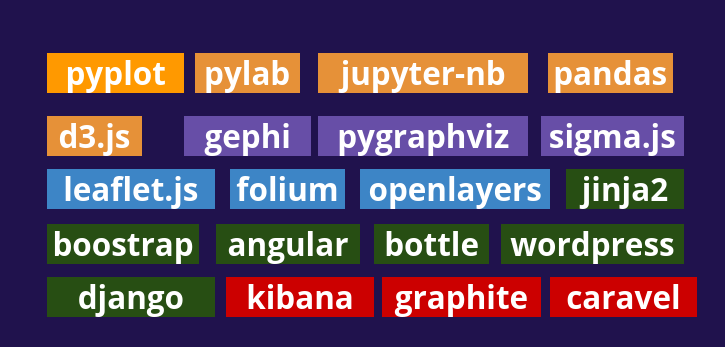 pyplot pylab jupyter-nb pandas
d3.js gephi pygraphviz sigma.js
leaflet.js folium openlayers jinja2
boostrap angular bottle wordpress
django kibana graphite caravel